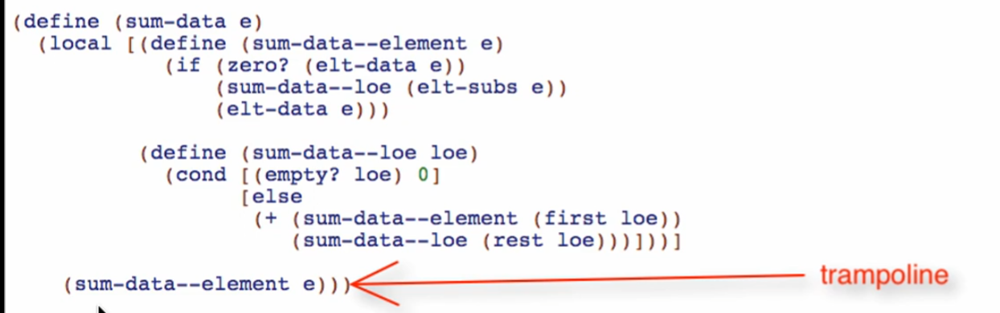 (define (sum-data e)
(local [(define (sum-data--element e)
(if (zero? (elt-data e))
(sum-data--loe (elt-subs e))
(elt-data e)))
(define (sum-data--loe loe)
(cond [(empty? loe) 0]
[else
(+ (sum-data--element (first loe))
(sum-data--loe (rest loe)))]))]
(sum-data--element e)))
trampoline